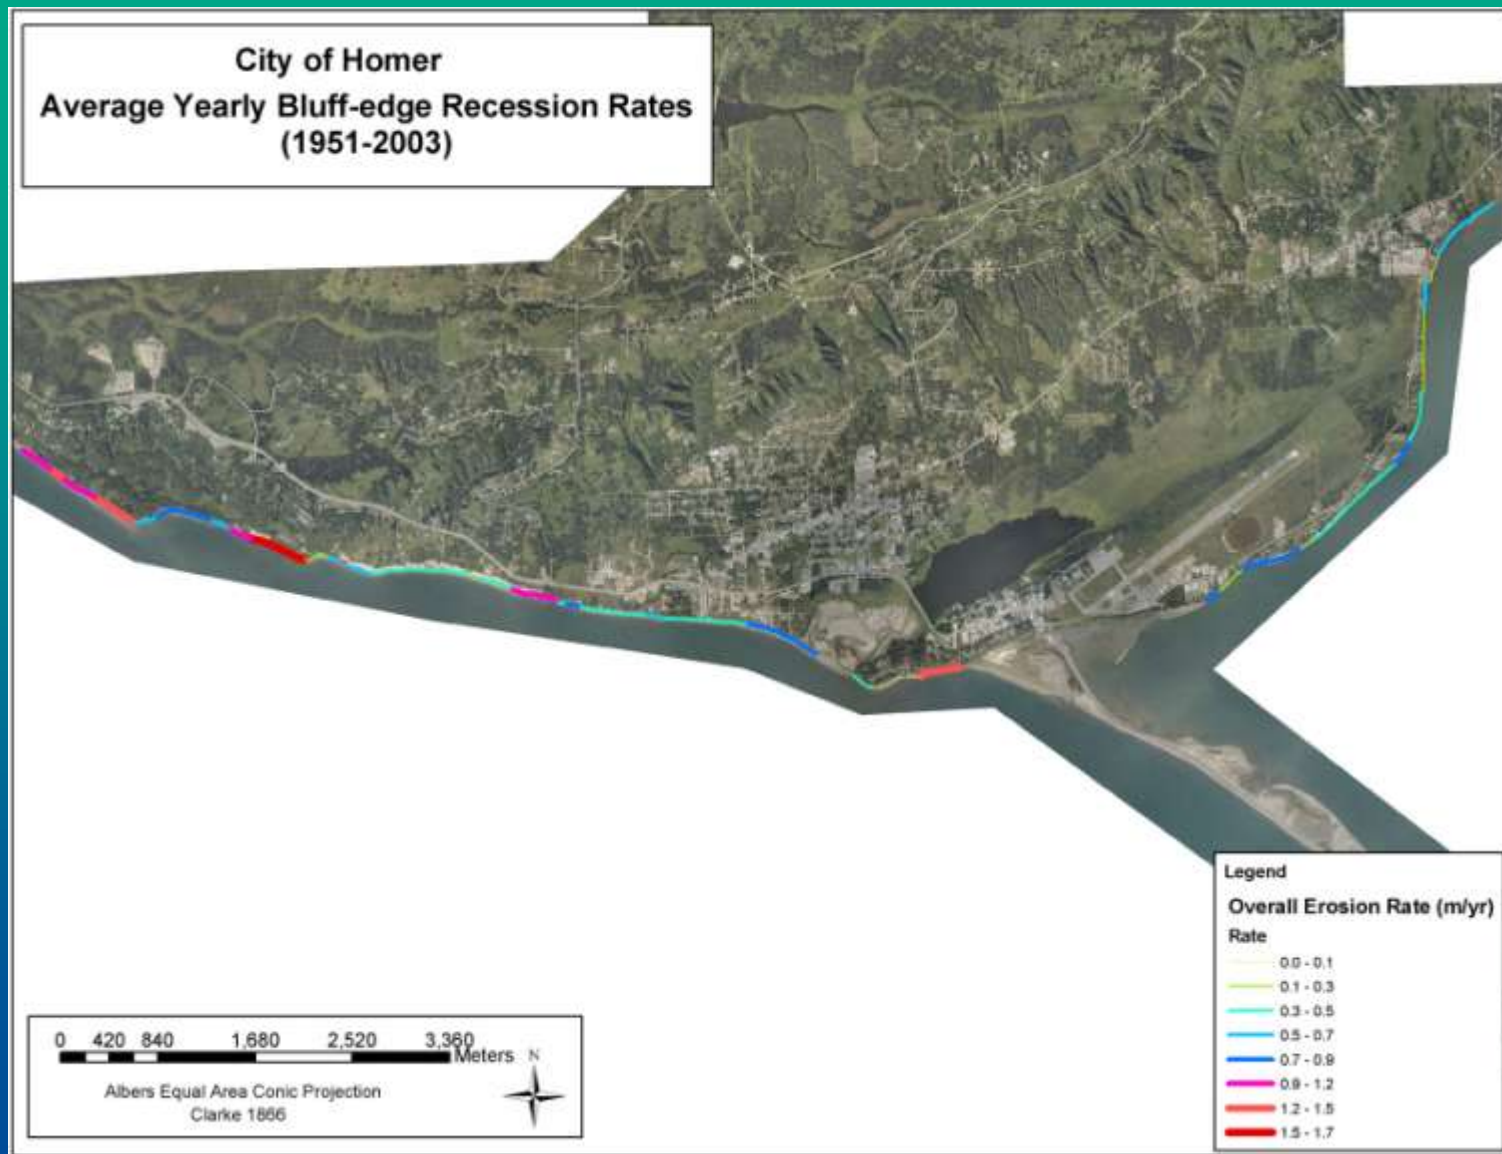 City of Homer
Average Yearly Bluff-edge Recession Rates
(1951-2003)
Legend
Overall Erosion Rate (m/yr)
Rate
0.0 - 0.1
0.1 - 0.3
0.3 - 0.5
0.5 - 0.7
0.7 - 0.9
0.9 - 1.2
1.2 - 1.5
1.5 - 1.7
0 420 840 1,680 2,520 3,360
Meters N
Albers Equal Area Conic Projection
Clarke 1866